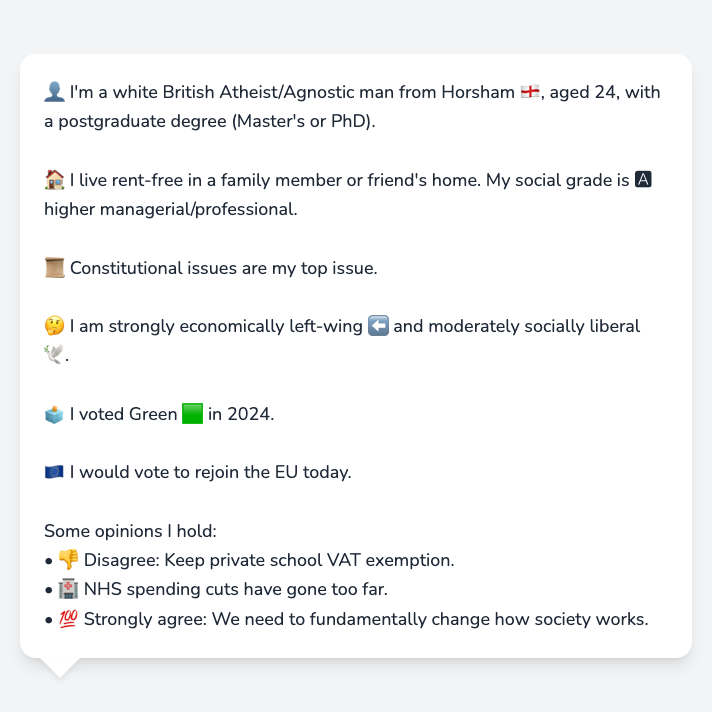 👤 I'm a white British Atheist/Agnostic man from Horsham 🏴󠁧󠁢󠁥󠁮󠁧󠁿, aged 24, with
a postgraduate degree (Master's or PhD).
🏠 I live rent-free in a family member or friend's home. My social grade is 🅰
higher managerial/professional.
📜 Constitutional issues are my top issue.
🤔 I am strongly economically left-wing ⬅️ and moderately socially liberal
🕊️.
🗳️ I voted Green 🟩 in 2024.
🇪🇺 I would vote to rejoin the EU today.
Some opinions I hold:
• 👎 Disagree: Keep private school VAT exemption.
• 🏥 NHS spending cuts have gone too far.
• 💯 Strongly agree: We need to fundamentally change how society works.